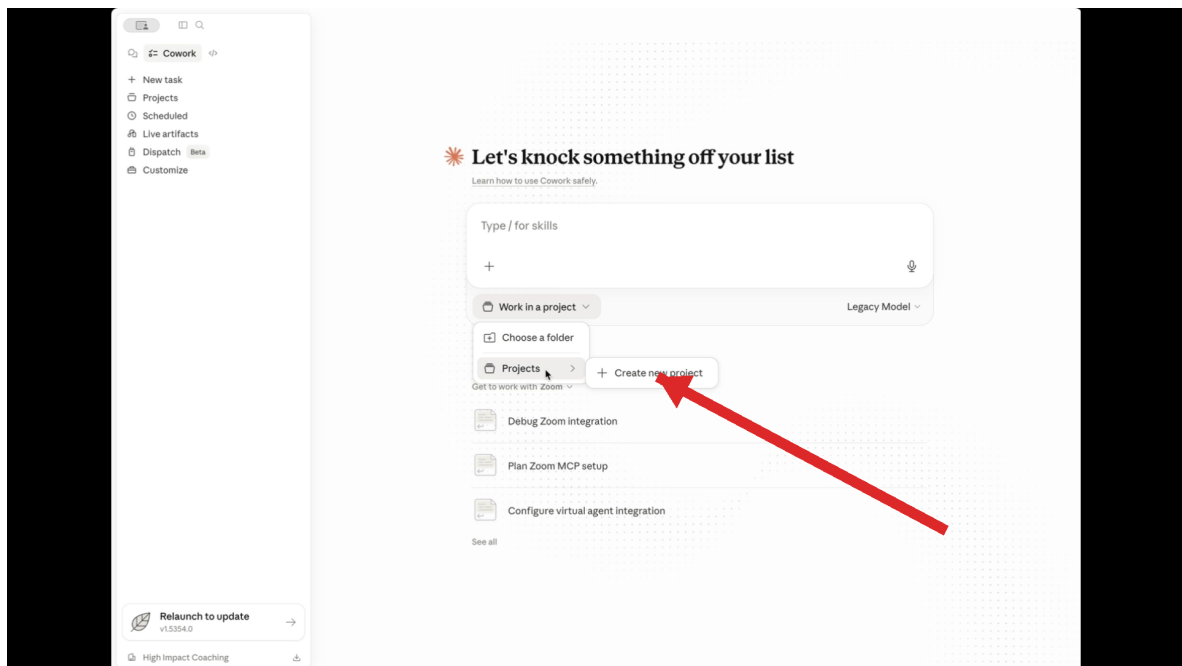 Cowork
New task
Projects
Scheduled
Live artifacts
Dispatch Beta
Customize
Let's knock something off your list
Learn how to use Cowork safely.
Type / for skills
Work in a project
Legacy Model
Choose a folder
Projects
Create new project
Get to work with Zoom
Debug Zoom integration
Plan Zoom MCP setup
Configure virtual agent integration
See all
Relaunch to update
v1.5354.0
High Impact Coaching